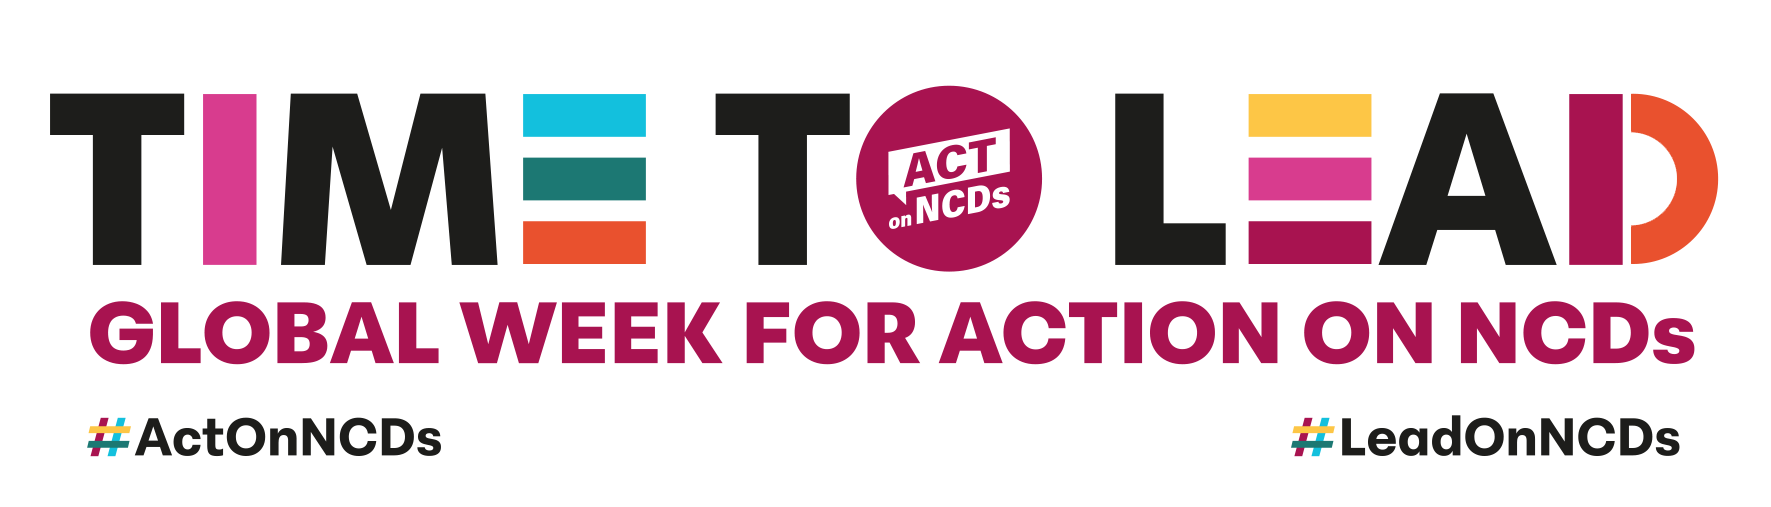 TIME TO LEAD
ACT
on NCDs
GLOBAL WEEK FOR ACTION ON NCDs
#ActOnNCDs
#LeadOnNCDs